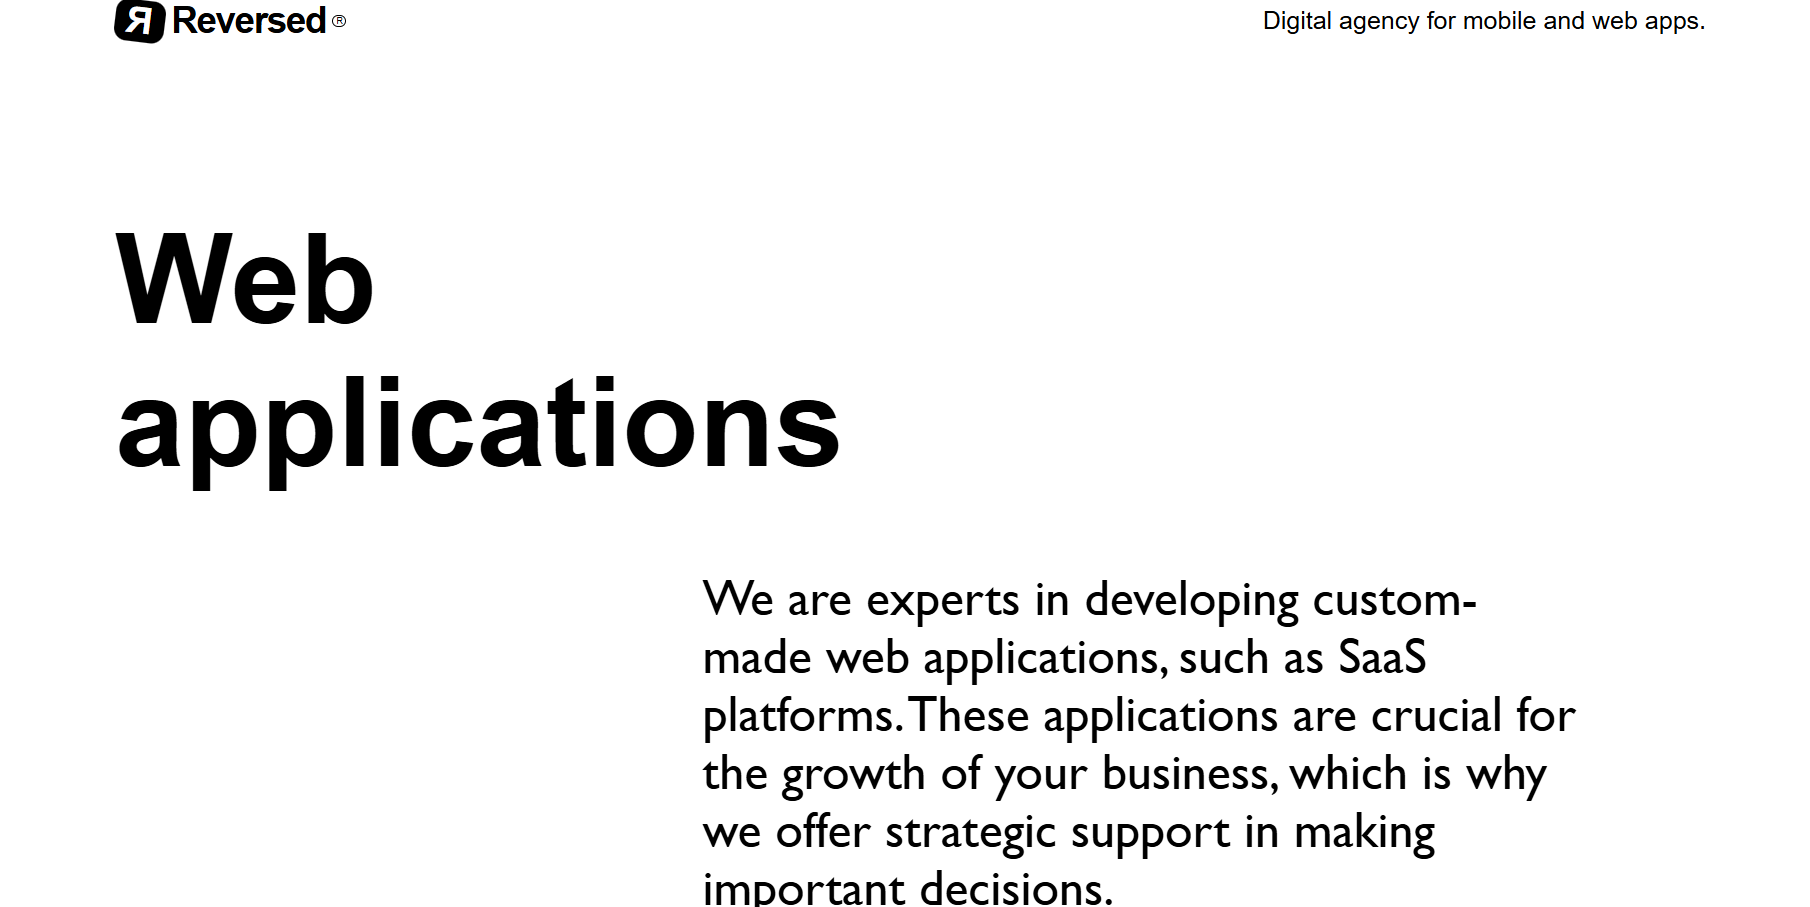 Reversed ®
Digital agency for mobile and web apps.
Web
applications
We are experts in developing custom-
made web applications, such as SaaS
platforms. These applications are crucial for
the growth of your business, which is why
we offer strategic support in making
important decisions.